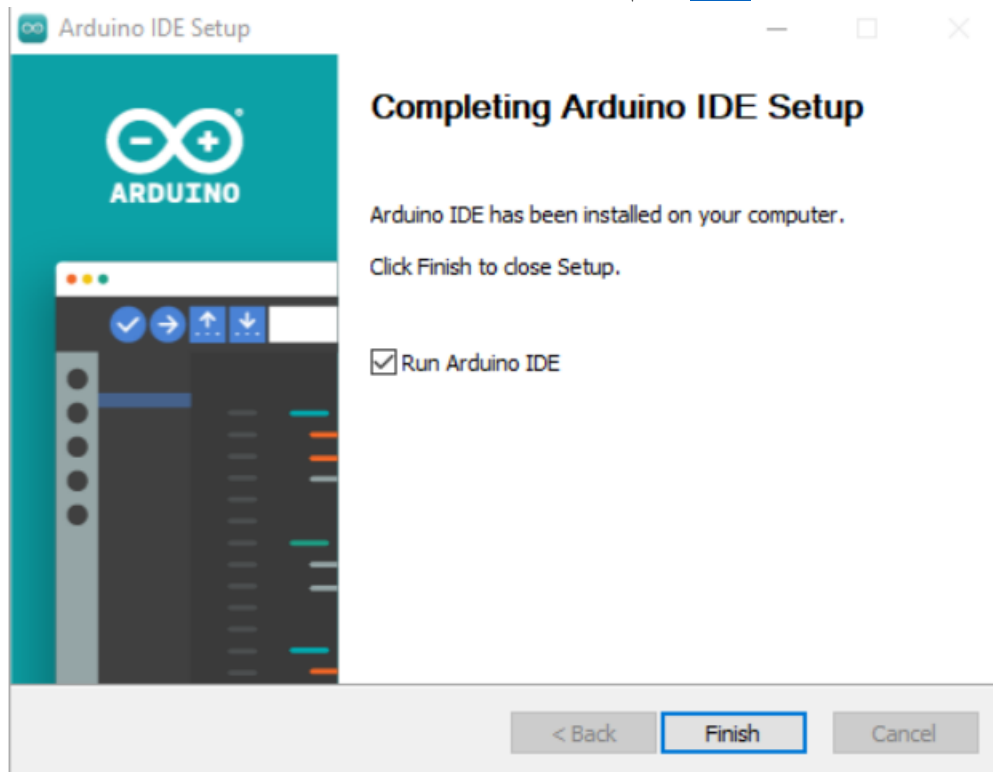 Arduino IDE Setup
ARDUINO
Completing Arduino IDE Setup
Arduino IDE has been installed on your computer.
Click Finish to close Setup.
Run Arduino IDE
< Back
Finish
Cancel